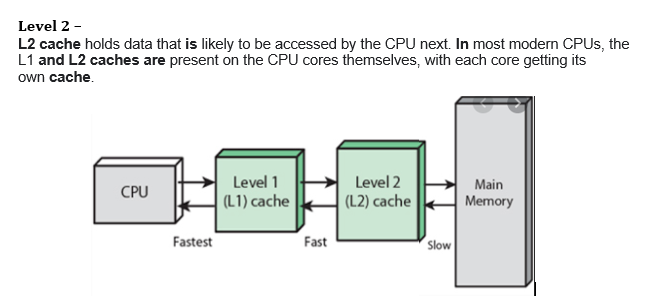 Level 2 –
L2 cache holds data that is likely to be accessed by the CPU next. In most modern CPUs, the
L1 and L2 caches are present on the CPU cores themselves, with each core getting its
own cache.
CPU
Level 1
(L1) cache
Level 2
(L2) cache
Main
Memory
Fastest
Fast
Slow